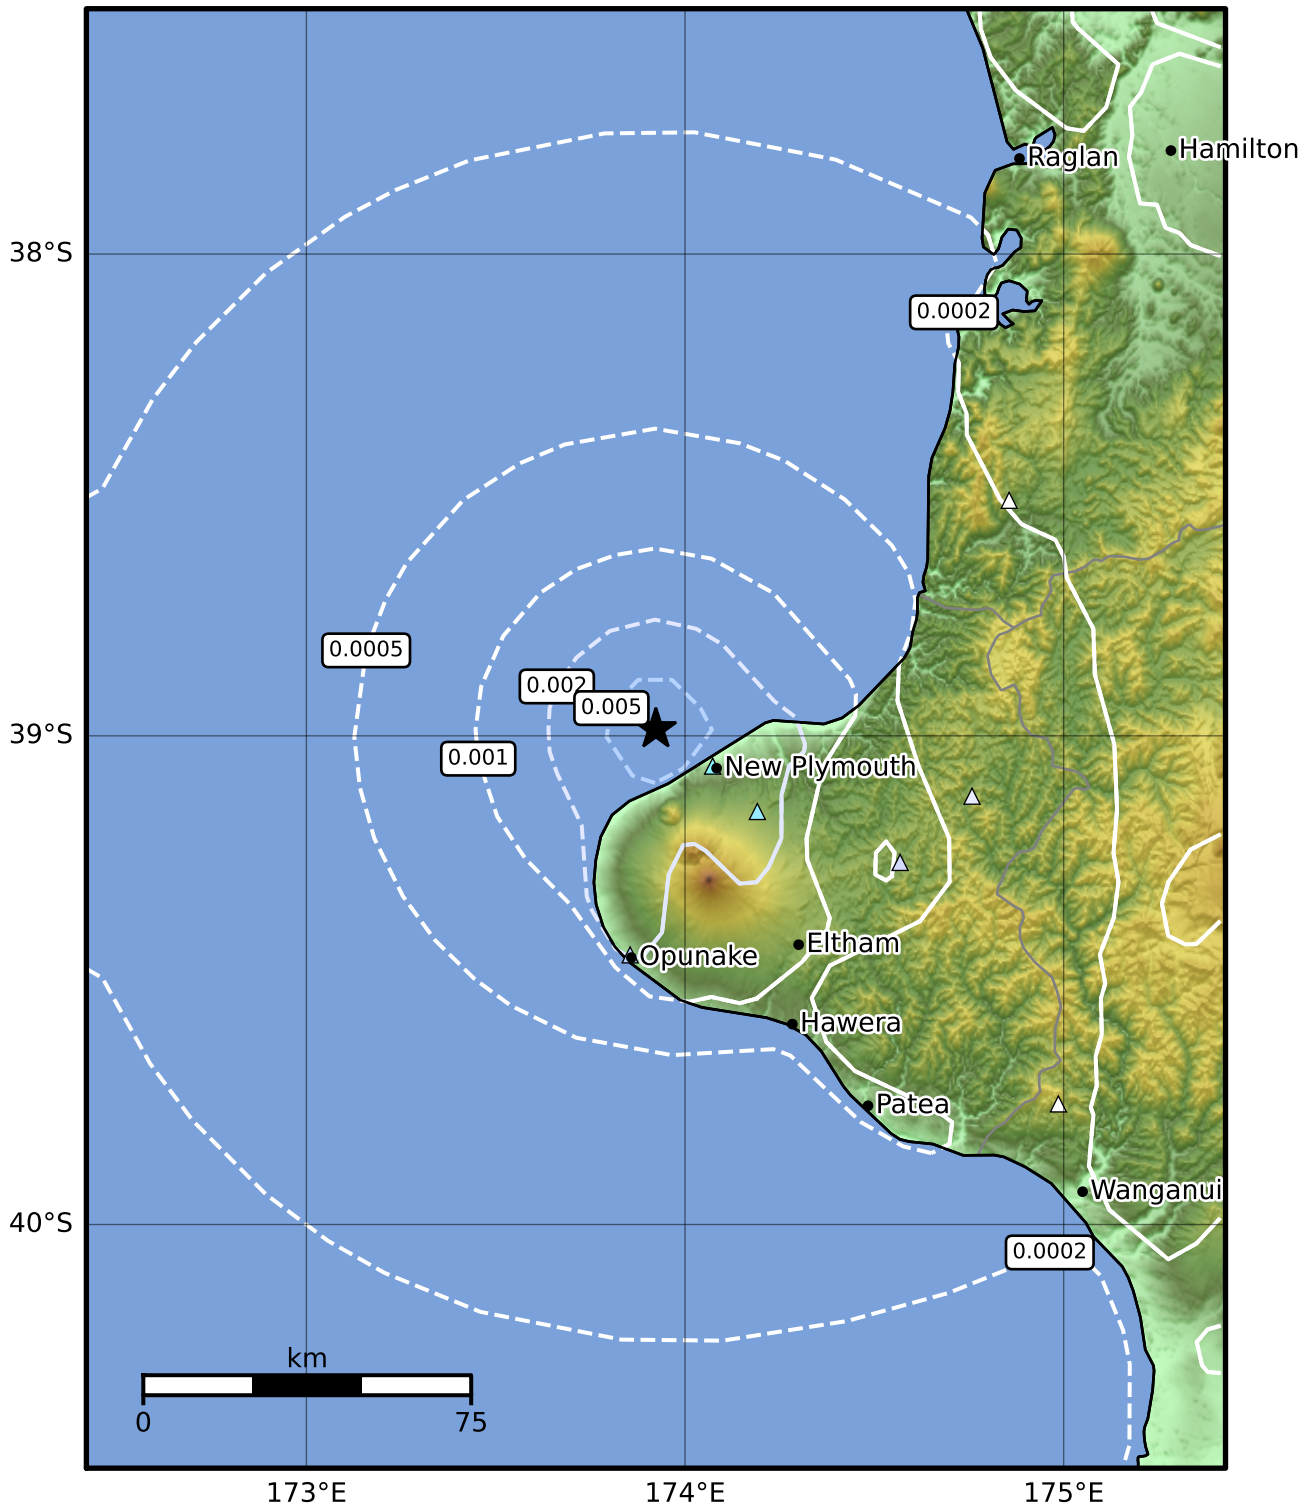 Raglan
Hamilton
38°S
0.0002
0.0005
0.002
0.005
39°S
0.001
New Plymouth
Eltham
Opunake
Hawera
Patea
Wanganui
40°S
0.0002
km
0 75
173°E 174°E 175°E